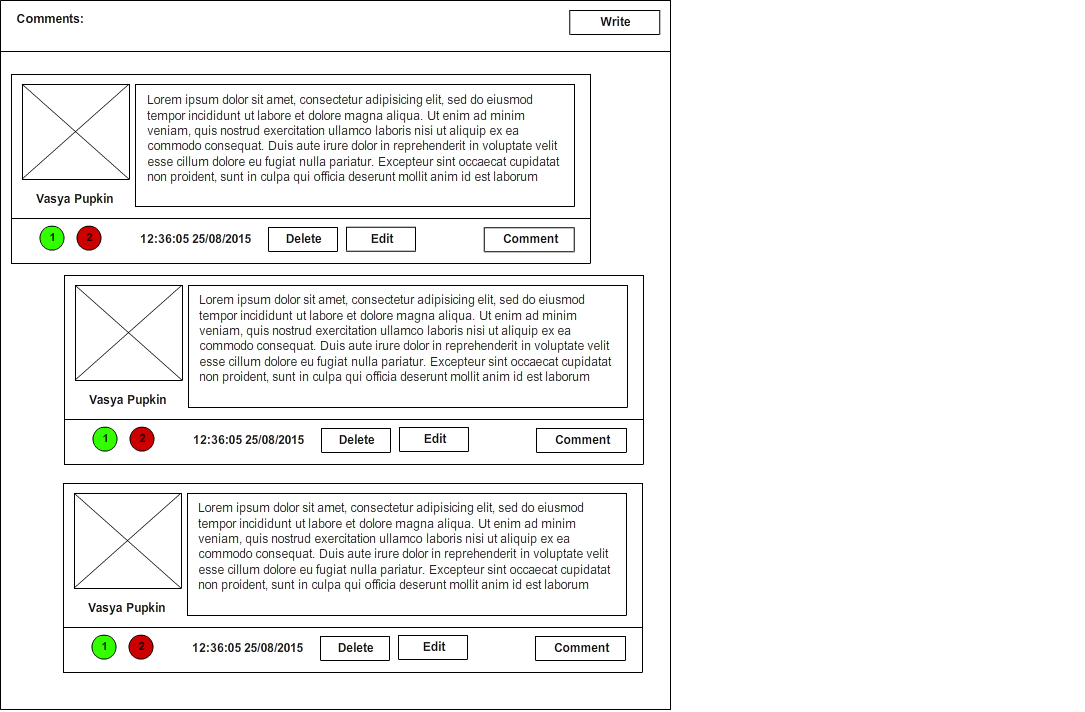 Comments:
Write
Lorem ipsum dolor sit amet, consectetur adipisicing elit, sed do eiusmod
tempor incididunt ut labore et dolore magna aliqua. Ut enim ad minim
veniam, quis nostrud exercitation ullamco laboris nisi ut aliquip ex ea
commodo consequat. Duis aute irure dolor in reprehenderit in voluptate velit
esse cillum dolore eu fugiat nulla pariatur. Excepteur sint occaecat cupidatat
non proident, sunt in culpa qui officia deserunt mollit anim id est laborum
Vasya Pupkin
1 2 12:36:05 25/08/2015 Delete Edit Comment
Lorem ipsum dolor sit amet, consectetur adipisicing elit, sed do eiusmod
tempor incididunt ut labore et dolore magna aliqua. Ut enim ad minim
veniam, quis nostrud exercitation ullamco laboris nisi ut aliquip ex ea
commodo consequat. Duis aute irure dolor in reprehenderit in voluptate velit
esse cillum dolore eu fugiat nulla pariatur. Excepteur sint occaecat cupidatat
non proident, sunt in culpa qui officia deserunt mollit anim id est laborum
Vasya Pupkin
1 2 12:36:05 25/08/2015 Delete Edit Comment
Lorem ipsum dolor sit amet, consectetur adipisicing elit, sed do eiusmod
tempor incididunt ut labore et dolore magna aliqua. Ut enim ad minim
veniam, quis nostrud exercitation ullamco laboris nisi ut aliquip ex ea
commodo consequat. Duis aute irure dolor in reprehenderit in voluptate velit
esse cillum dolore eu fugiat nulla pariatur. Excepteur sint occaecat cupidatat
non proident, sunt in culpa qui officia deserunt mollit anim id est laborum
Vasya Pupkin
1 2 12:36:05 25/08/2015 Delete Edit Comment